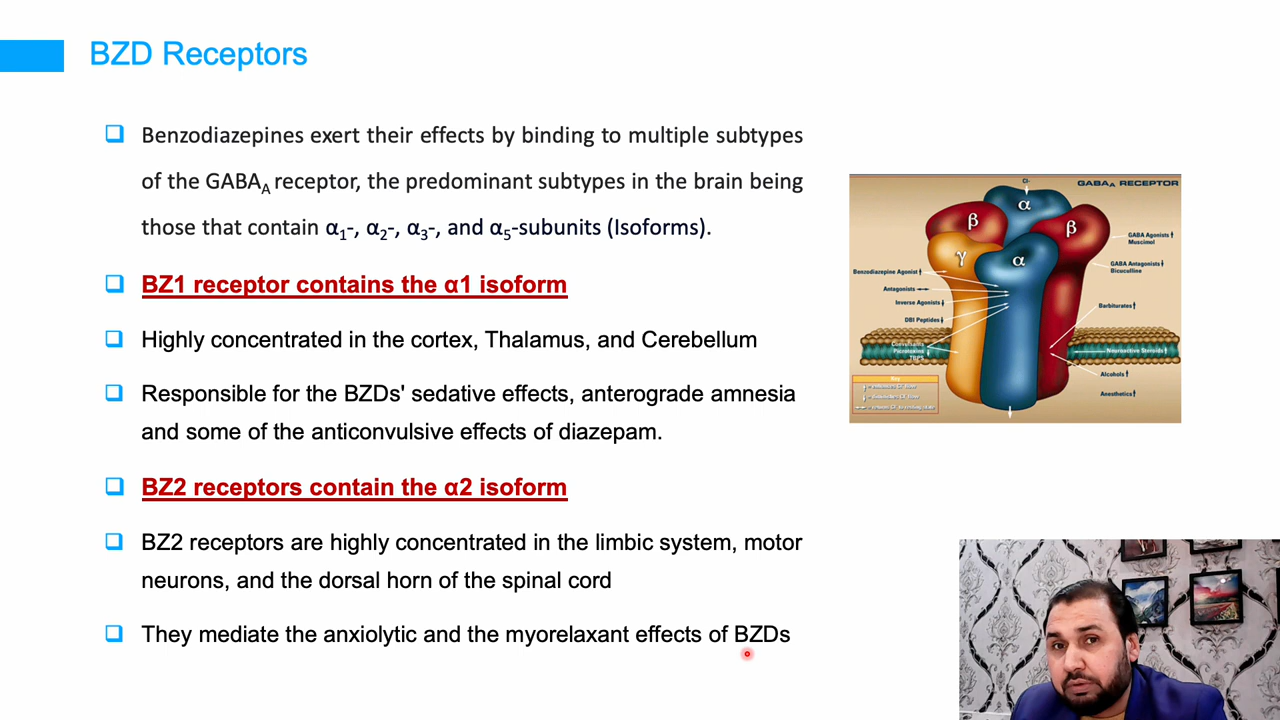 BZD Receptors
Benzodiazepines exert their effects by binding to multiple subtypes
of the GABAA receptor, the predominant subtypes in the brain being
those that contain α1-, α2-, α3-, and α5-subunits (Isoforms).
BZ1 receptor contains the α1 isoform
Highly concentrated in the cortex, Thalamus, and Cerebellum
Responsible for the BZDs' sedative effects, anterograde amnesia
and some of the anticonvulsive effects of diazepam.
BZ2 receptors contain the α2 isoform
BZ2 receptors are highly concentrated in the limbic system, motor
neurons, and the dorsal horn of the spinal cord
They mediate the anxiolytic and the myorelaxant effects of BZDs
GABAA RECEPTOR
Cl-
α
β
β
γ
α
GABA Agonists
Muscimol
GABA Antagonists
Bicoculline
Benzodiazepine Agonist
Antagonists
Inverse Agonists
DBI Peptides
Barbiturates
Neuroactive Steroids
Alcohols
Anesthetics